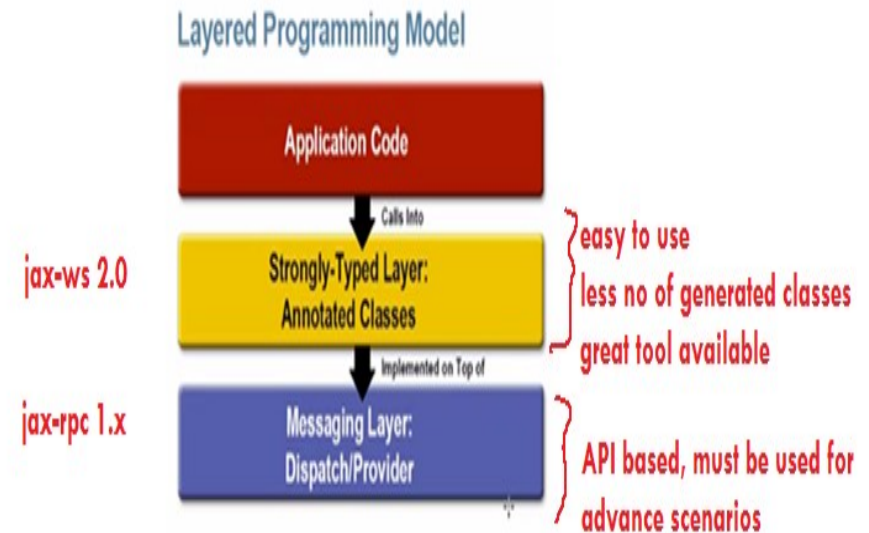 Layered Programming Model
Application Code
Calls Into
jax-ws 2.0
Strongly-Typed Layer:
Annotated Classes
easy to use
less no of generated classes
great tool available
Implemented on Top of
jax-rpc 1.x
Messaging Layer:
Dispatch/Provider
API based, must be used for
advance scenarios